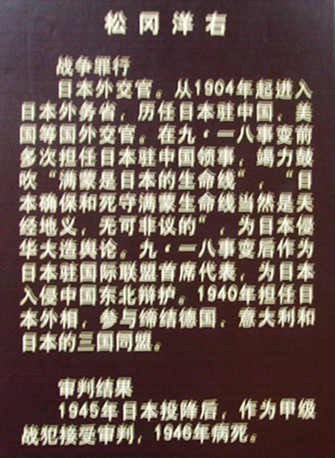 松冈洋右
战争罪行
日本外交官。从1904年起进入
日本外务省，历任日本驻中国，美
国等国外交官。在九·一八事变前
多次担任日本驻中国领事，竭力鼓
吹“满蒙是日本的生命线”，“日
本确保和死守满蒙生命线当然是天
经地义，无可非议的”，为日本侵
华大造舆论。九·一八事变后作为
日本驻国际联盟首席代表，为日本
入侵中国东北辩护。1940年担任日
本外相，参与缔结德国、意大利和
日本的三国同盟。
审判结果
1945年日本投降后，作为甲级
战犯接受审判，1946年病死。